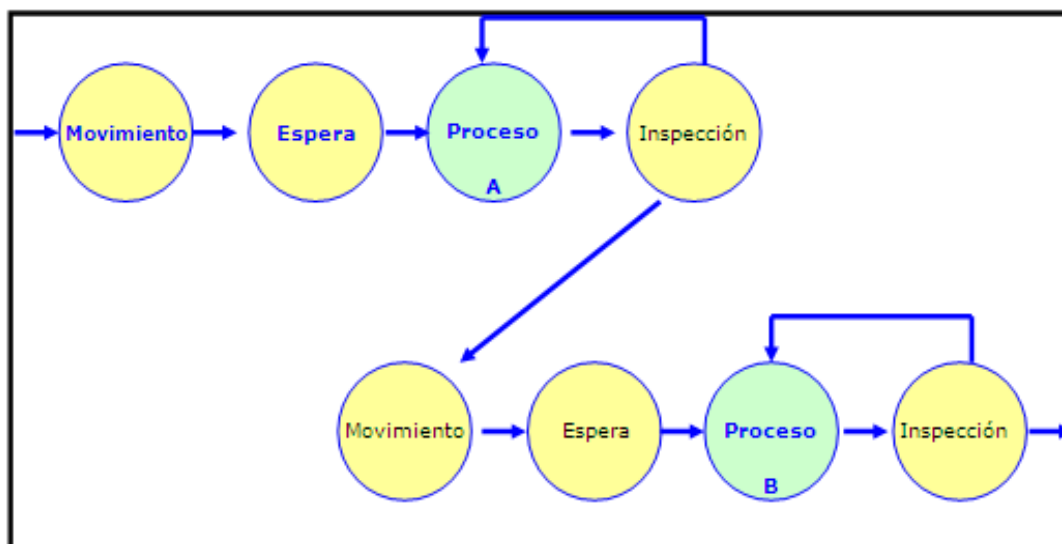 Movimiento
Espera
Proceso
A
Inspección
Movimiento
Espera
Proceso
B
Inspección